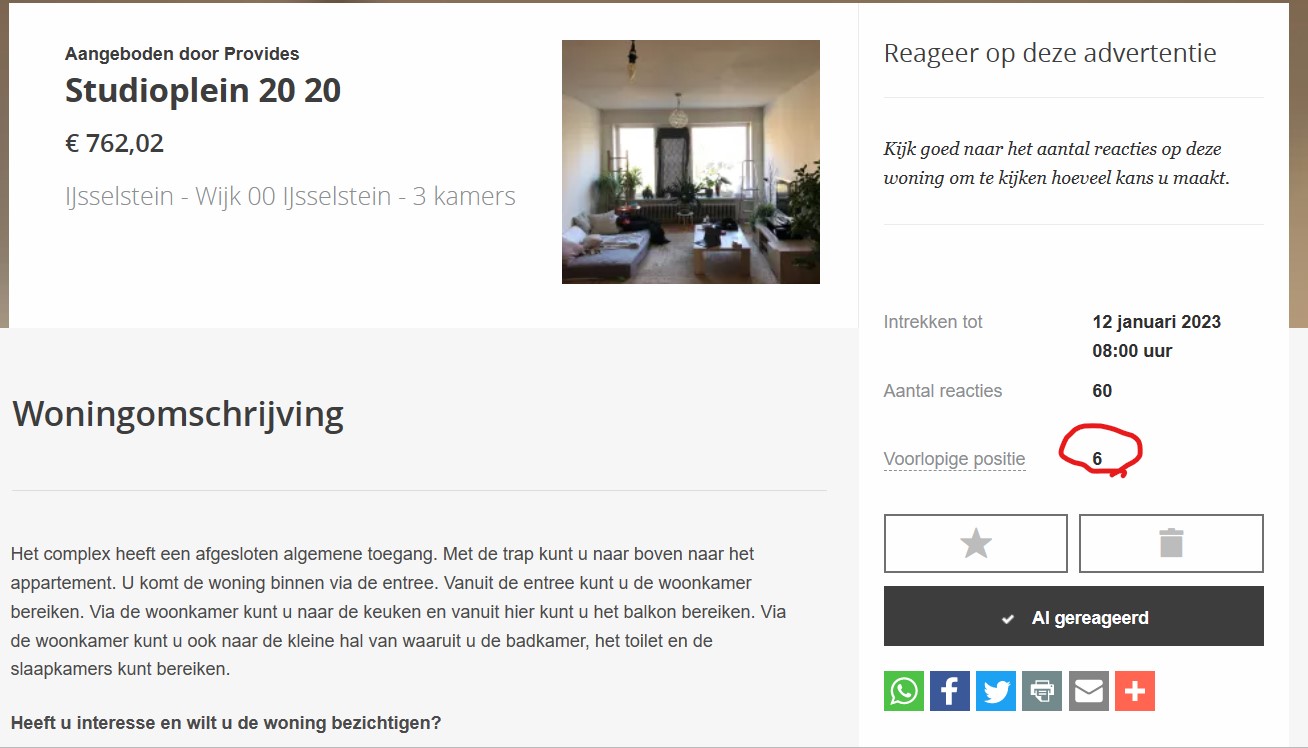 Aangeboden door Provides
Studioplein 20 20
€ 762,02
IJsselstein - Wijk 00 IJsselstein - 3 kamers
Woningomschrijving
Het complex heeft een afgesloten algemene toegang. Met de trap kunt u naar boven naar het
appartement. U komt de woning binnen via de entree. Vanuit de entree kunt u de woonkamer
bereiken. Via de woonkamer kunt u naar de keuken en vanuit hier kunt u het balkon bereiken. Via
de woonkamer kunt u ook naar de kleine hal van waaruit u de badkamer, het toilet en de
slaapkamers kunt bereiken.
Heeft u interesse en wilt u de woning bezichtigen?
Reageer op deze advertentie
Kijk goed naar het aantal reacties op deze
woning om te kijken hoeveel kans u maakt.
Intrekken tot 12 januari 2023
08:00 uur
Aantal reacties 60
Voorlopige positie 6
Al gereageerd